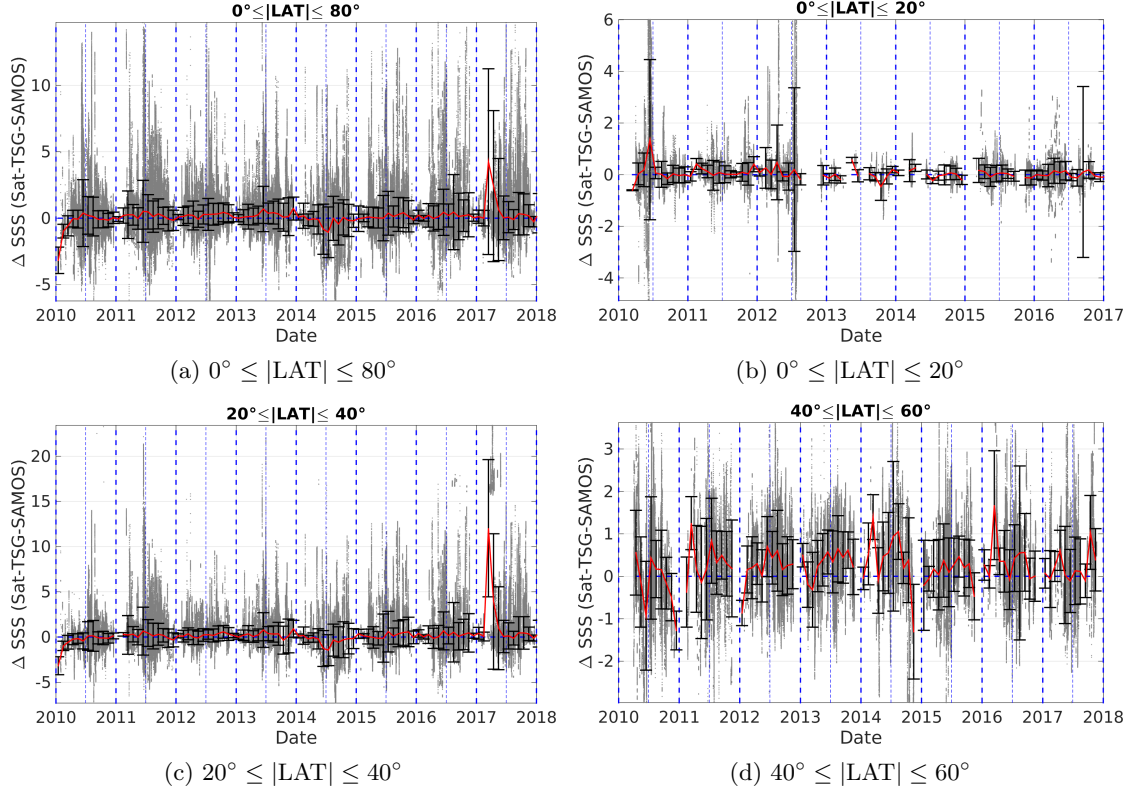 0°≤|LAT|≤ 80°
Δ SSS (Sat-TSG-SAMOS)
10
5
0
-5
2010 2011 2012 2013 2014 2015 2016 2017 2018
Date
(a) 0° ≤ |LAT| ≤ 80°
0°≤|LAT|≤ 20°
Δ SSS (Sat-TSG-SAMOS)
6
4
2
0
-2
-4
2010 2011 2012 2013 2014 2015 2016 2017
Date
(b) 0° ≤ |LAT| ≤ 20°
20°≤|LAT|≤ 40°
Δ SSS (Sat-TSG-SAMOS)
20
15
10
5
0
-5
2010 2011 2012 2013 2014 2015 2016 2017 2018
Date
(c) 20° ≤ |LAT| ≤ 40°
40°≤|LAT|≤ 60°
Δ SSS (Sat-TSG-SAMOS)
3
2
1
0
-1
-2
2010 2011 2012 2013 2014 2015 2016 2017 2018
Date
(d) 40° ≤ |LAT| ≤ 60°